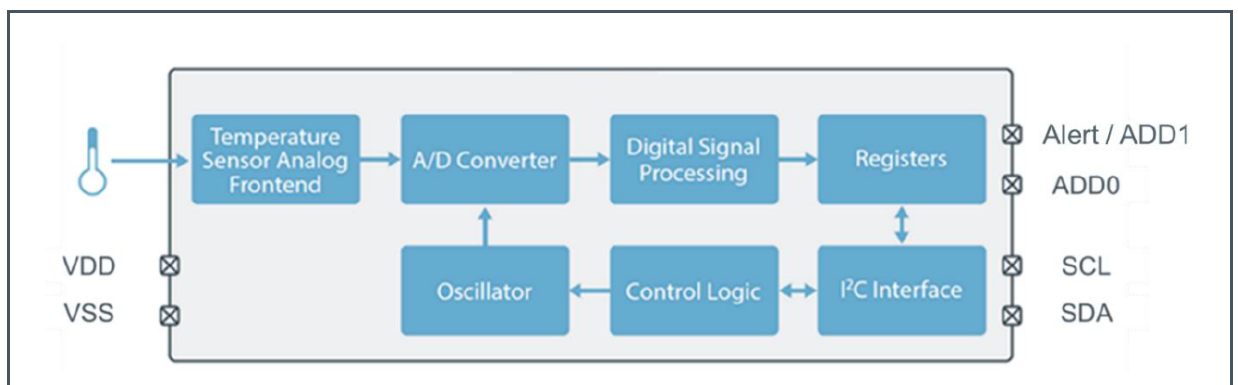 Temperature
Sensor Analog
Frontend
A/D Converter
Digital Signal
Processing
Registers
Alert / ADD1
ADD0
VDD
VSS
Oscillator
Control Logic
I²C Interface
SCL
SDA